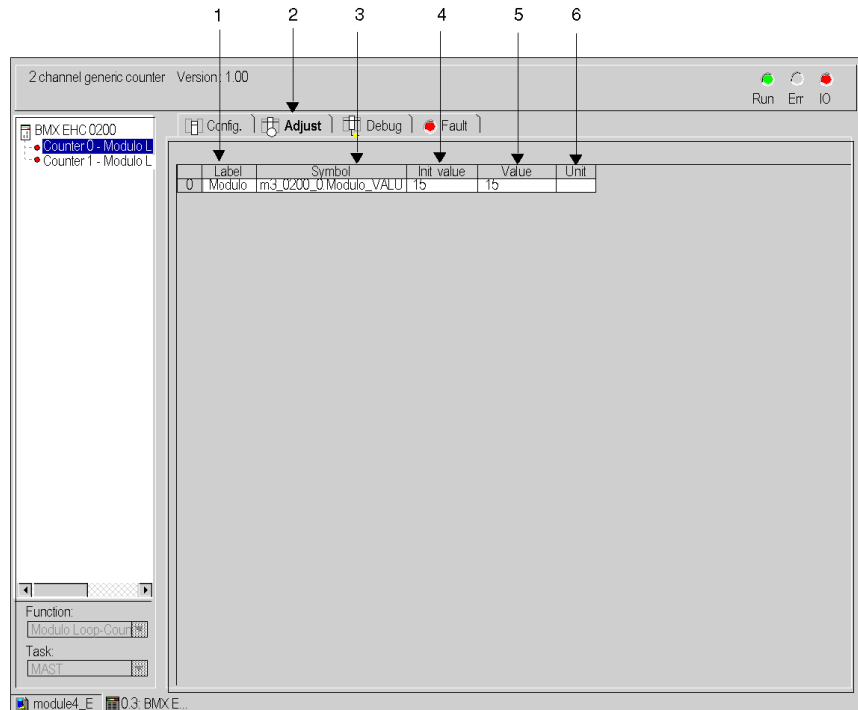 1 2 3 4 5 6
2 channel generic counter Version: 1.00
Run Err IO
BMX EHC 0200
Counter 0 - Modulo L
Counter 1 - Modulo L
Config. Adjust Debug Fault
Label Symbol Init value Value Unit
0 Modulo m3_0200_0.Modulo_VALU 15 15
Function:
Modulo Loop-Coun
Task:
MAST
module4_E 0.3: BMX E...